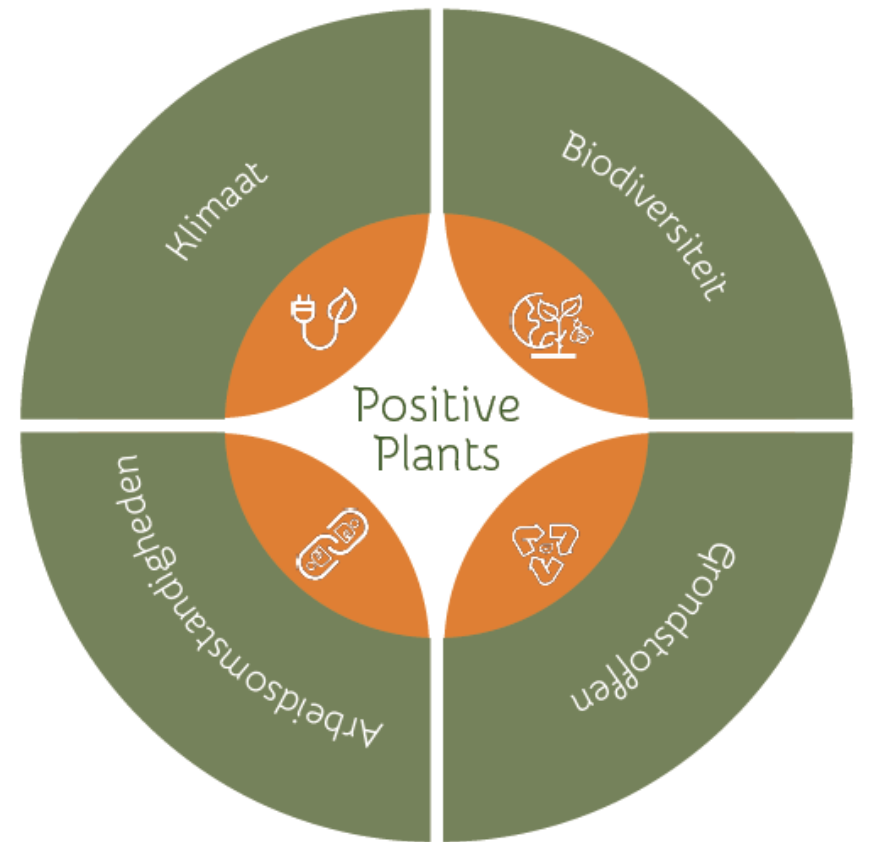 Klimaat
Biodiversiteit
Positive
Plants
Arbeidsomstandigheden
Grondstoffen